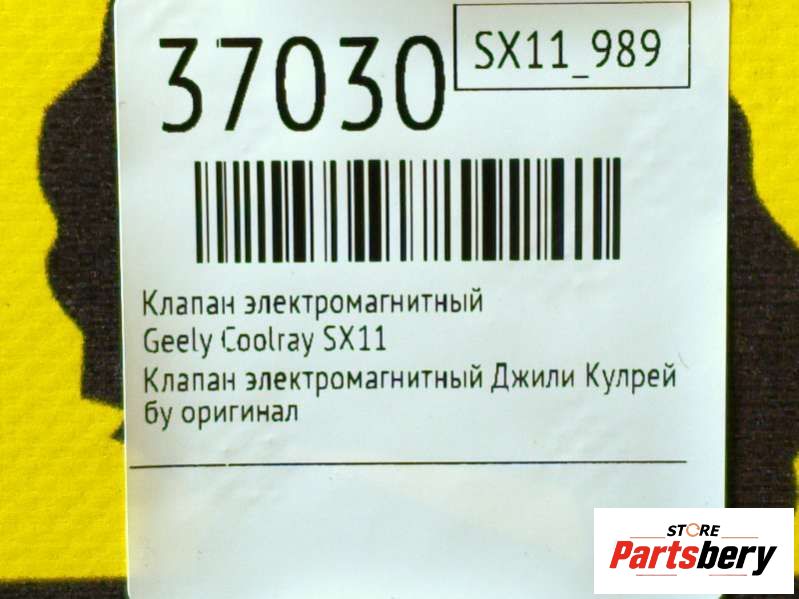 37030
SX11_989
Клапан электромагнитный
Geely Coolray SX11
Клапан электромагнитный Джили Кулрей
бу оригинал
STORE
Partsbery